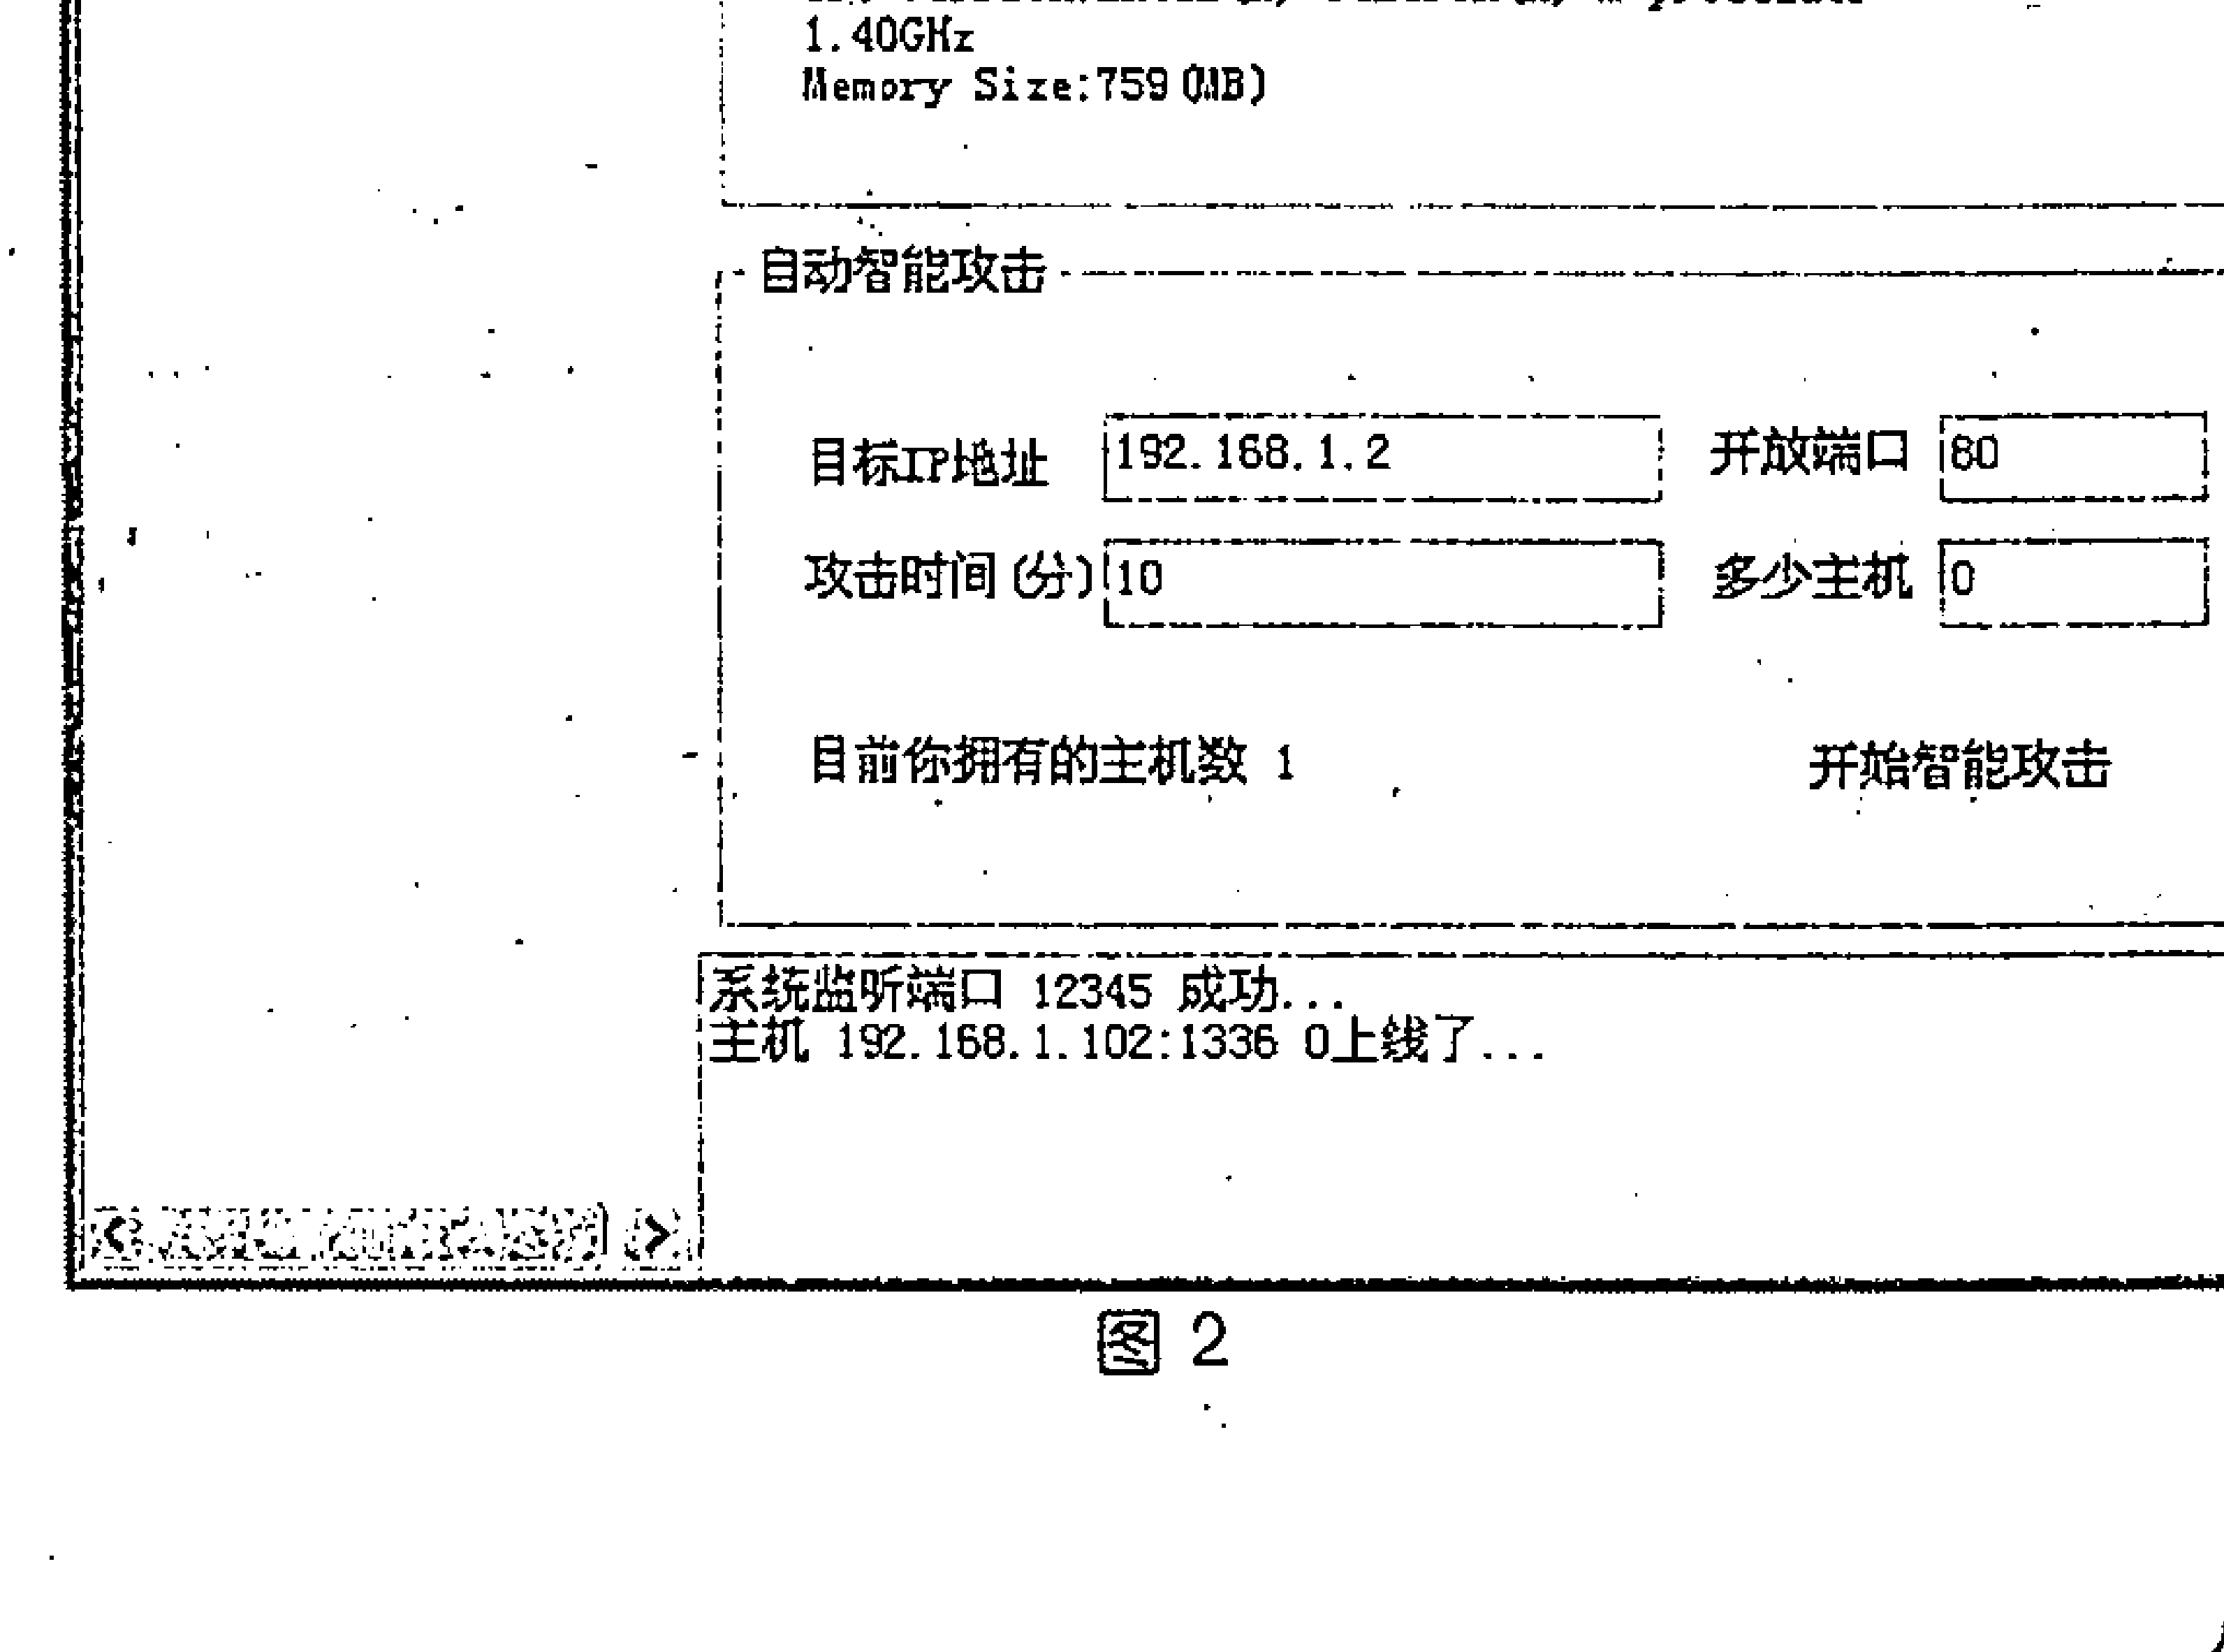 1.40GHz
Memory Size:759(MB)
自动智能攻击
目标IP地址 192.168.1.2 开放端口 80
攻击时间(分) 10 多少主机 0
目前你拥有的主机数 1 开始智能攻击
系统监听端口 12345 成功...
主机 192.168.1.102:1336 0上线了...
图 2